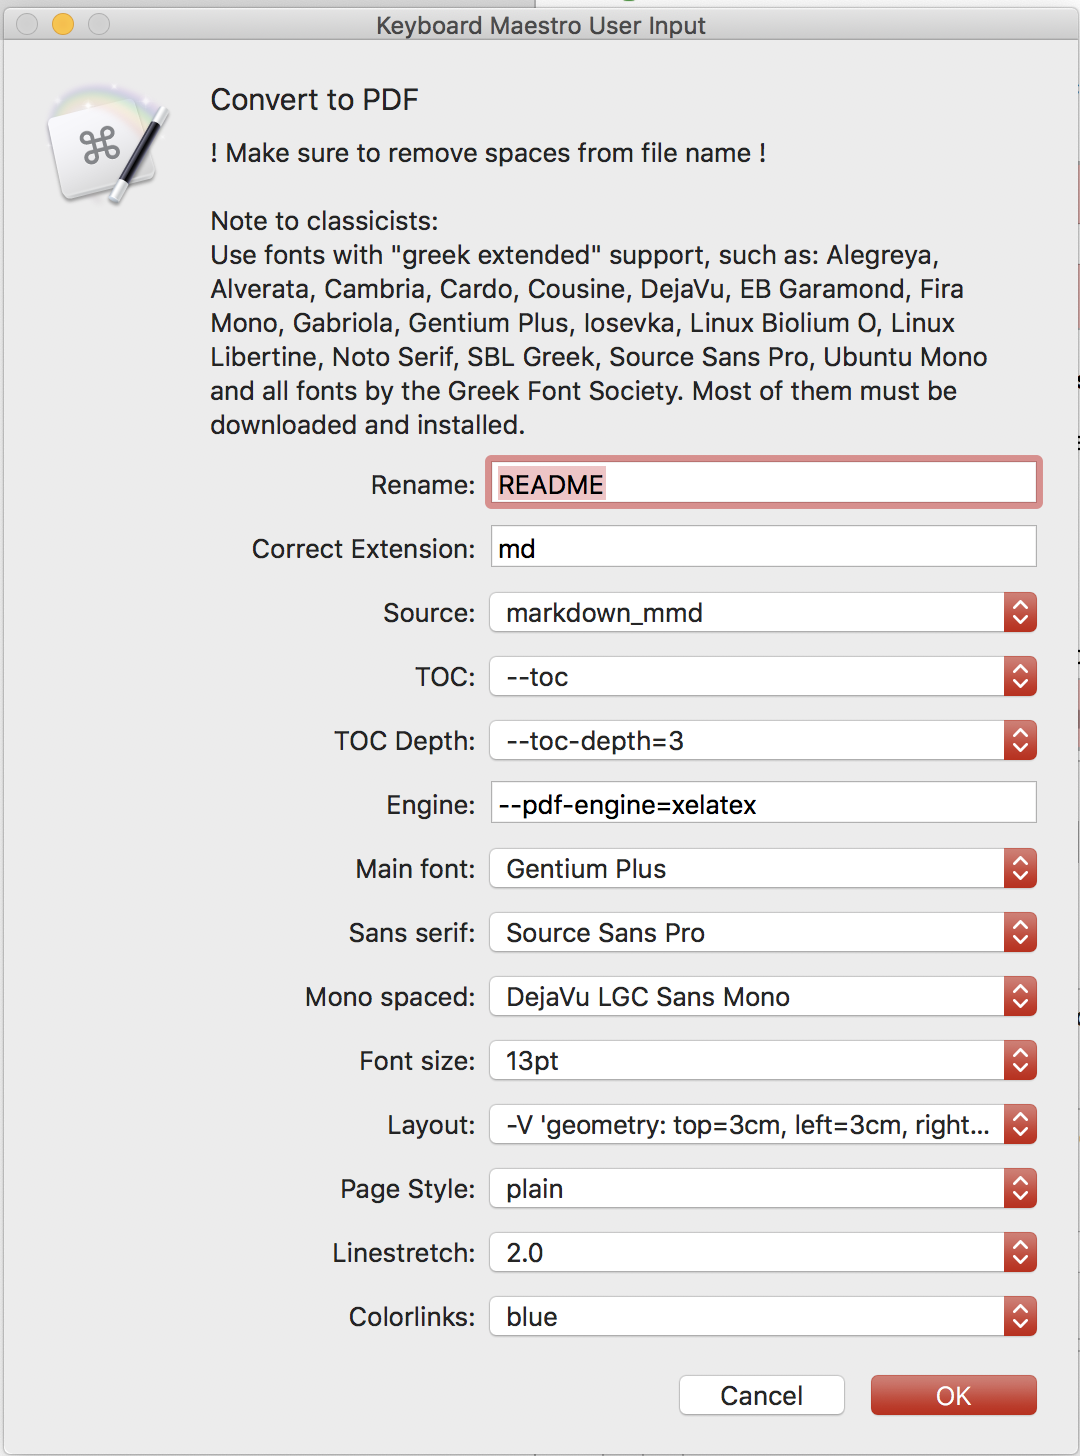 Keyboard Maestro User Input
Convert to PDF
! Make sure to remove spaces from file name !
Note to classicists:
Use fonts with "greek extended" support, such as: Alegreya,
Alverata, Cambria, Cardo, Cousine, DejaVu, EB Garamond, Fira
Mono, Gabriola, Gentium Plus, Iosevka, Linux Biolium O, Linux
Libertine, Noto Serif, SBL Greek, Source Sans Pro, Ubuntu Mono
and all fonts by the Greek Font Society. Most of them must be
downloaded and installed.
Rename: README
Correct Extension: md
Source: markdown_mmd
TOC: --toc
TOC Depth: --toc-depth=3
Engine: --pdf-engine=xelatex
Main font: Gentium Plus
Sans serif: Source Sans Pro
Mono spaced: DejaVu LGC Sans Mono
Font size: 13pt
Layout: -V 'geometry: top=3cm, left=3cm, right...
Page Style: plain
Linestretch: 2.0
Colorlinks: blue
Cancel OK